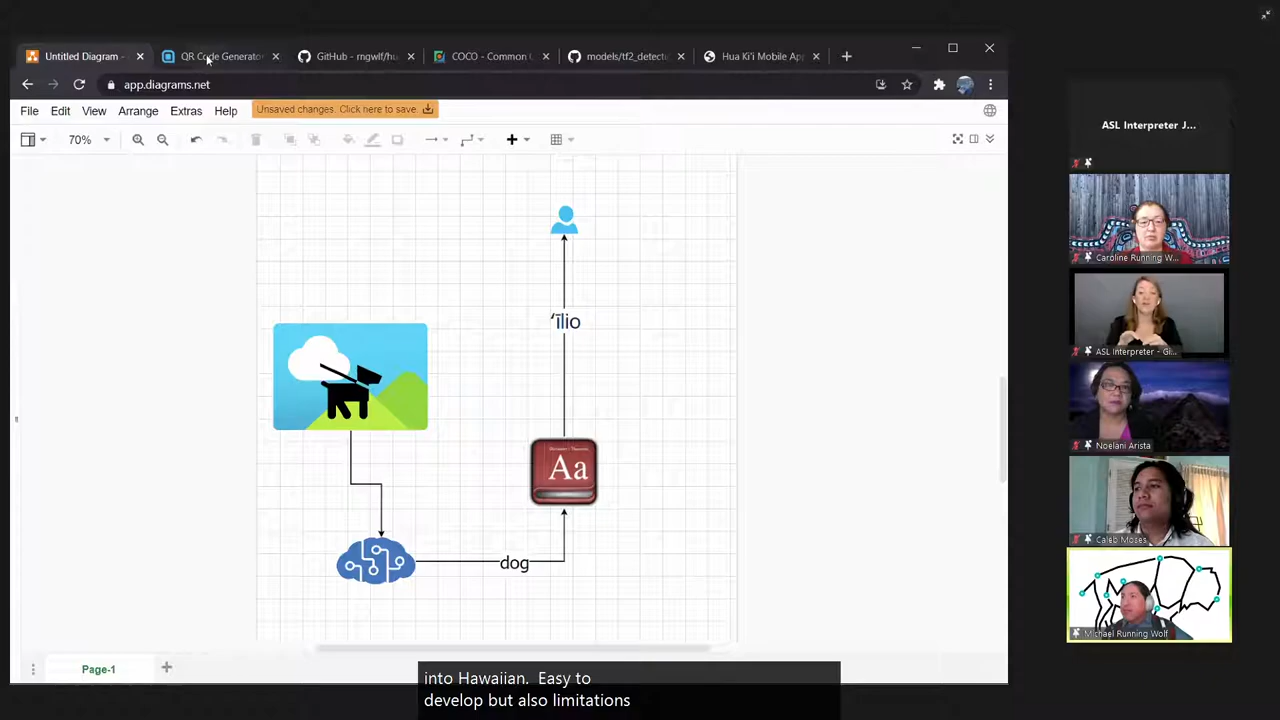 Untitled Diagram -
QR Code Generator
GitHub - rngwlf/hu
COCO - Common
models/tf2_detecto
Hua Ki'i Mobile Ap
app.diagrams.net
File Edit View Arrange Extras Help
Unsaved changes. Click here to save.
70%
ʻīlio
Aa
dog
Page-1
ASL Interpreter J...
Caroline Running W...
ASL Interpreter - Gi...
Noelani Arista
Caleb Moses
Michael Running Wolf
into Hawaiian. Easy to
develop but also limitations